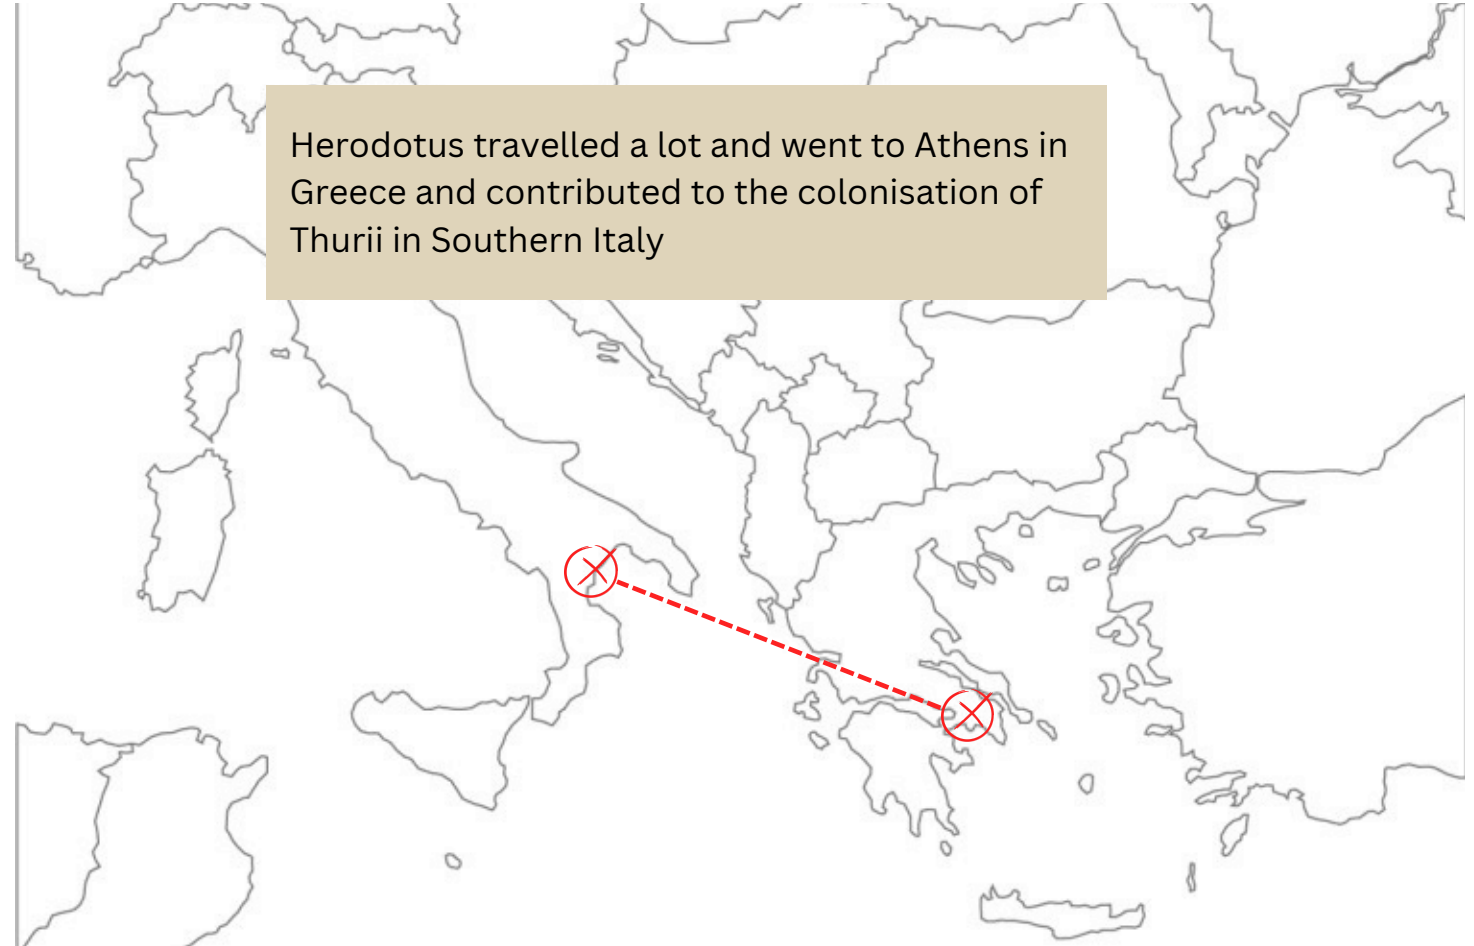 Herodotus travelled a lot and went to Athens in
Greece and contributed to the colonisation of
Thurii in Southern Italy